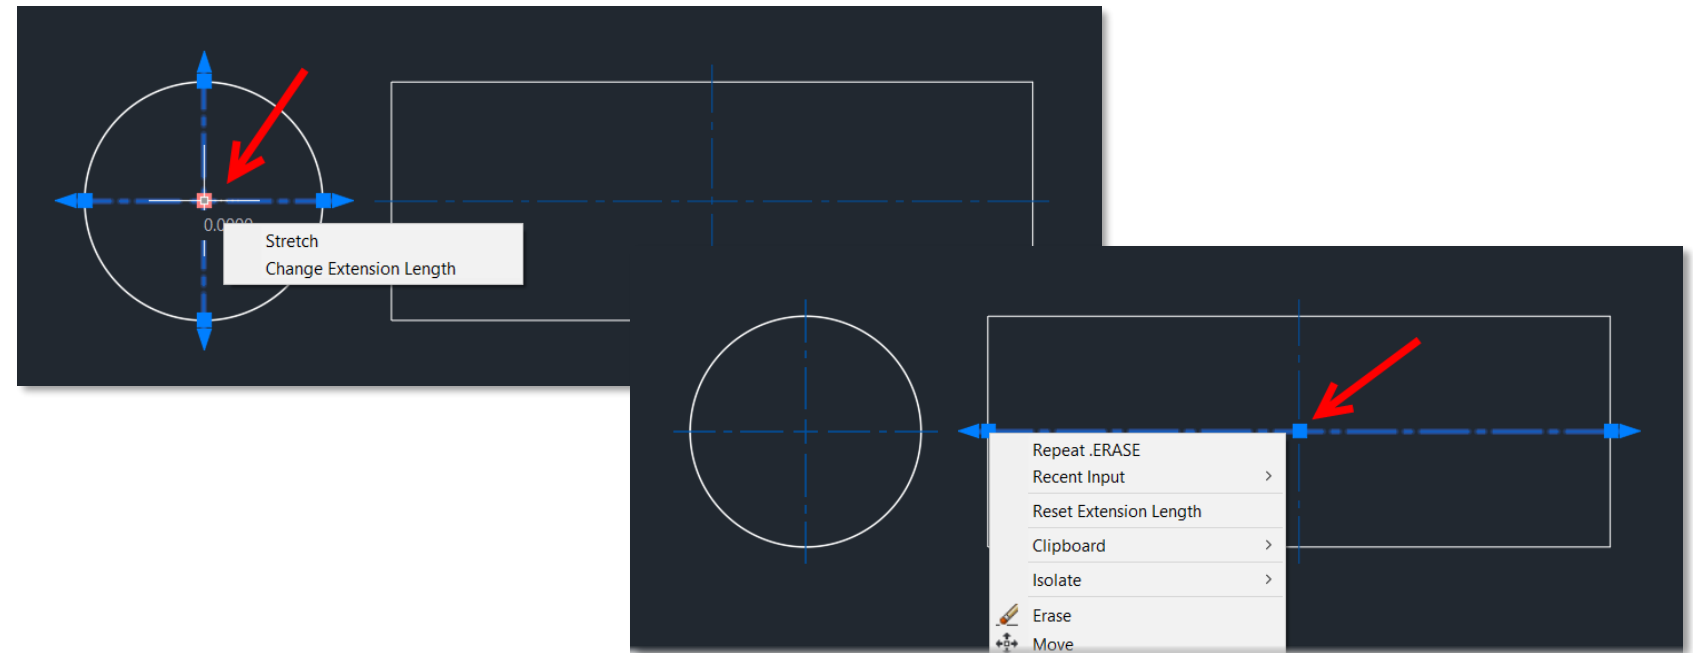 Stretch
Change Extension Length
Repeat .ERASE
Recent Input
Reset Extension Length
Clipboard
Isolate
Erase
Move